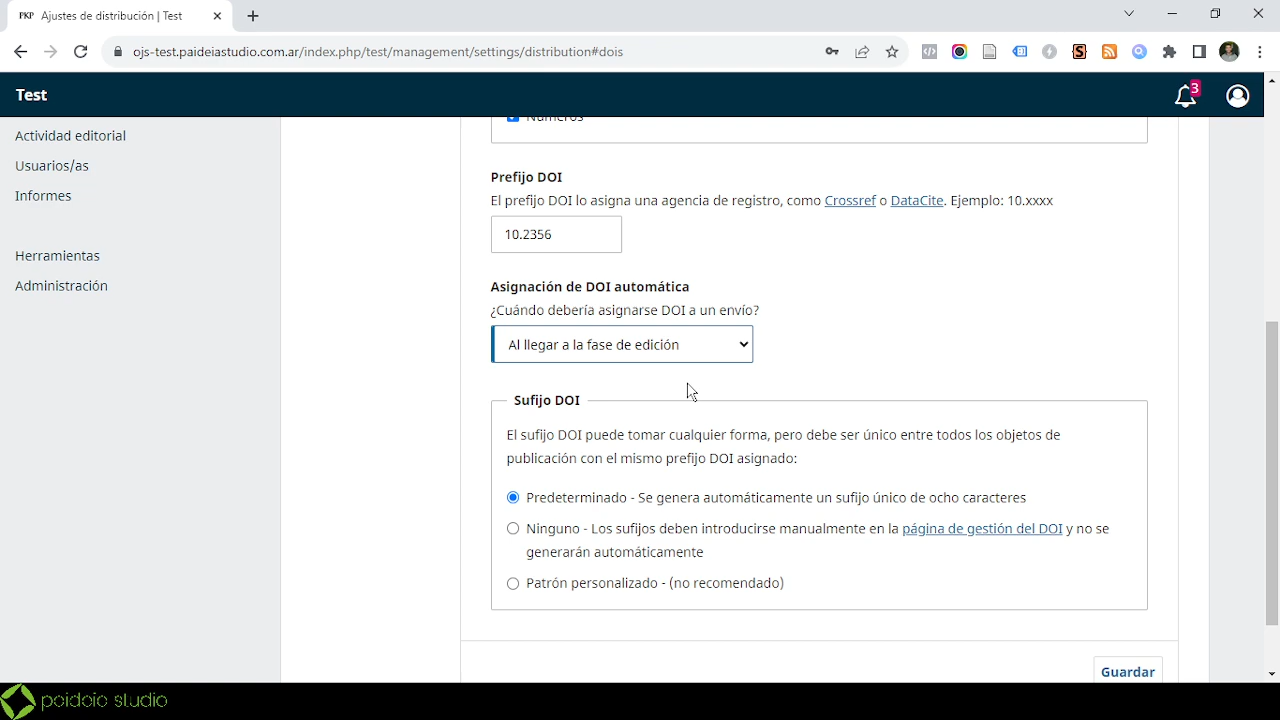 PKP Ajustes de distribución | Test
ojs-test.paideiastudio.com.ar/index.php/test/management/settings/distribution#dois
Test
3
Actividad editorial
Usuarios/as
Informes
Herramientas
Administración
Números
Prefijo DOI
El prefijo DOI lo asigna una agencia de registro, como Crossref o DataCite. Ejemplo: 10.xxxx
10.2356
Asignación de DOI automática
¿Cuándo debería asignarse DOI a un envío?
Al llegar a la fase de edición
Sufijo DOI
El sufijo DOI puede tomar cualquier forma, pero debe ser único entre todos los objetos de
publicación con el mismo prefijo DOI asignado:
Predeterminado - Se genera automáticamente un sufijo único de ocho caracteres
Ninguno - Los sufijos deben introducirse manualmente en la página de gestión del DOI y no se
generarán automáticamente
Patrón personalizado - (no recomendado)
Guardar
paideia studio